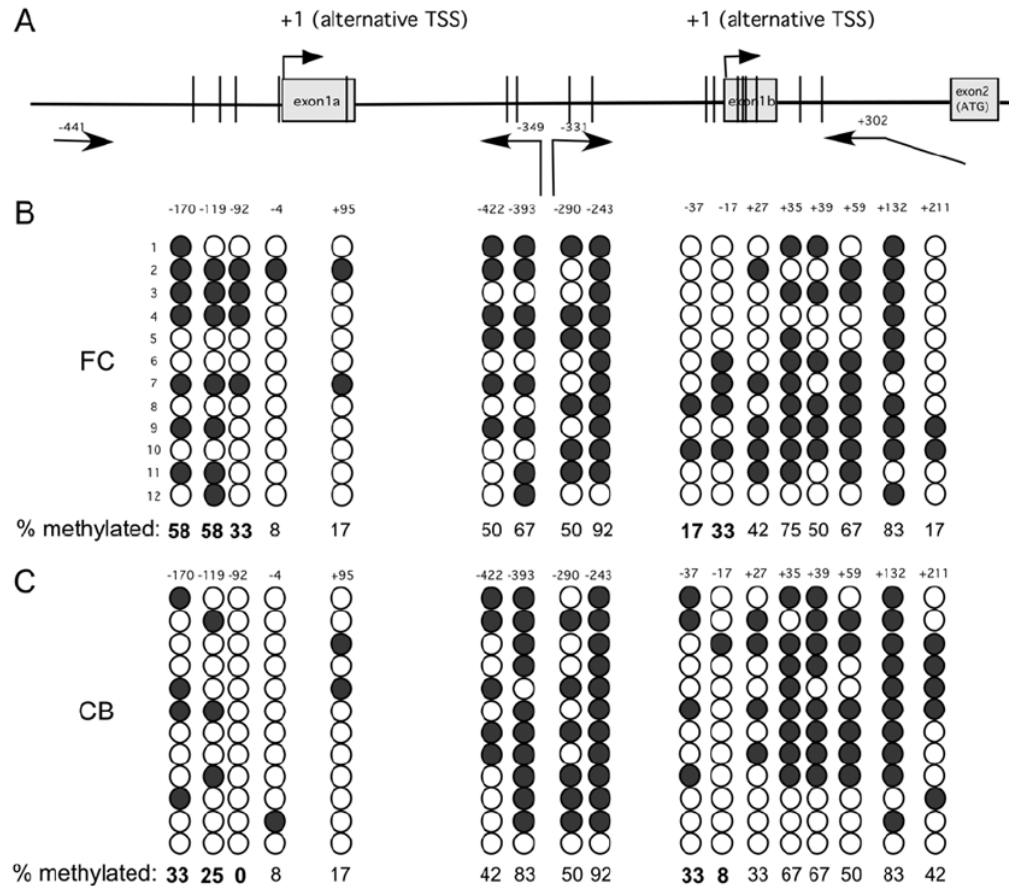 A
+1 (alternative TSS)
+1 (alternative TSS)
exon1a
exon1b
exon2
(ATG)
-441
-349
-331
+302
B
-170 -119 -92 -4 +95 -422 -393 -290 -243 -37 -17 +27 +35 +39 +59 +132 +211
1
2
3
4
5
FC
6
7
8
9
10
11
12
% methylated: 58 58 33 8 17 50 67 50 92 17 33 42 75 50 67 83 17
C
-170 -119 -92 -4 +95 -422 -393 -290 -243 -37 -17 +27 +35 +39 +59 +132 +211
CB
% methylated: 33 25 0 8 17 42 83 50 92 33 8 33 67 67 50 83 42